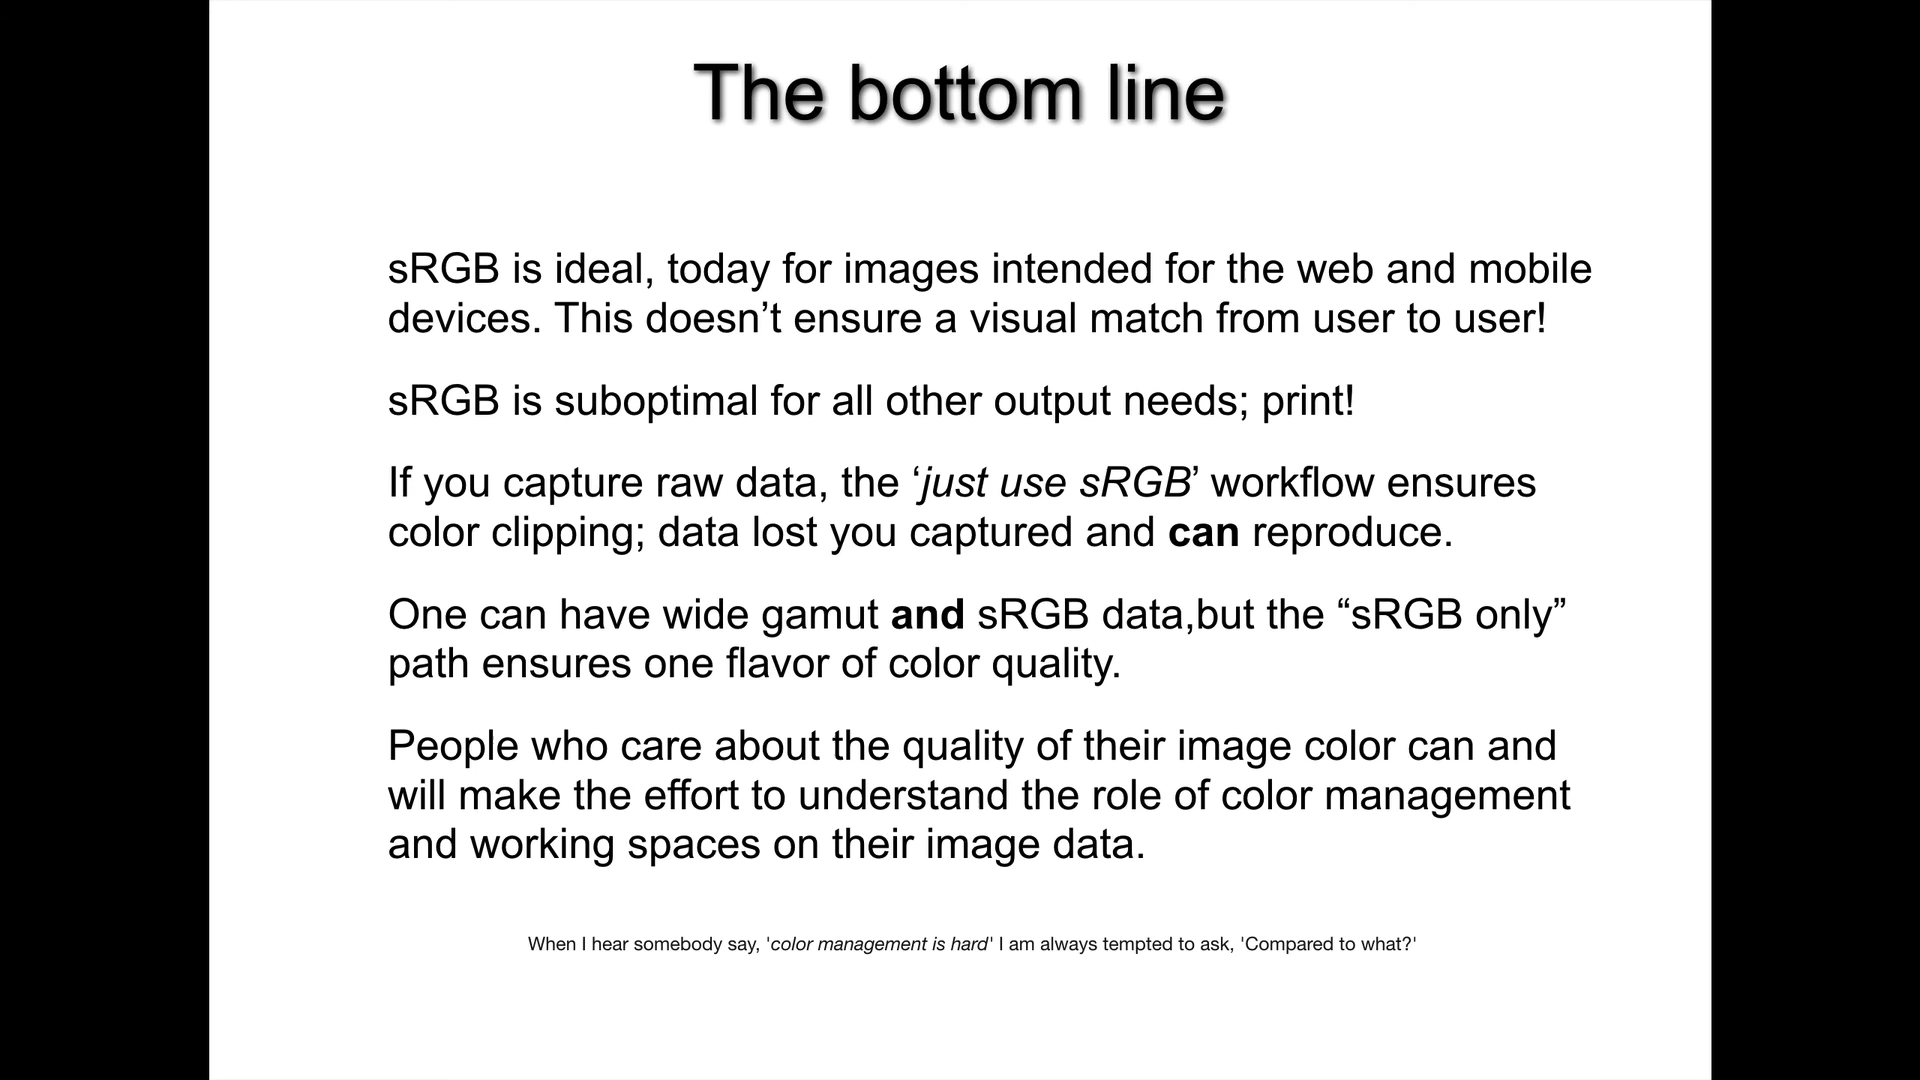 The bottom line
sRGB is ideal, today for images intended for the web and mobile
devices. This doesn’t ensure a visual match from user to user!
sRGB is suboptimal for all other output needs; print!
If you capture raw data, the ‘just use sRGB’ workflow ensures
color clipping; data lost you captured and can reproduce.
One can have wide gamut and sRGB data,but the “sRGB only”
path ensures one flavor of color quality.
People who care about the quality of their image color can and
will make the effort to understand the role of color management
and working spaces on their image data.
When I hear somebody say, 'color management is hard' I am always tempted to ask, 'Compared to what?'